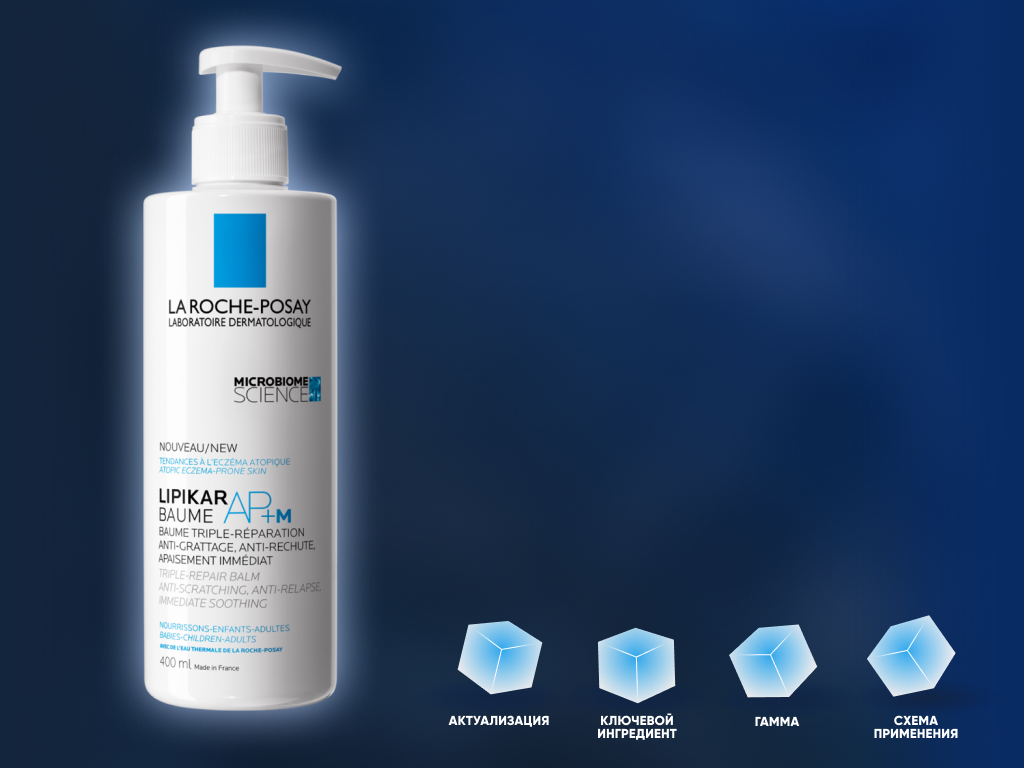 LA ROCHE-POSAY
LABORATOIRE DERMATOLOGIQUE
MICROBIOME
SCIENCE
NOUVEAU/NEW
TENDANCES À L'ECZÉMA ATOPIQUE
ATOPIC ECZEMA-PRONE SKIN
LIPIKAR
BAUME AP+M
BAUME TRIPLE-RÉPARATION
ANTI-GRATTAGE, ANTI-RECHUTE,
APAISEMENT IMMÉDIAT
TRIPLE-REPAIR BALM
ANTI-SCRATCHING, ANTI-RELAPSE,
IMMEDIATE SOOTHING
NOURRISSONS-ENFANTS-ADULTES
BABIES-CHILDREN-ADULTS
AVEC DE L'EAU THERMALE DE LA ROCHE-POSAY
400 ml Made in France
АКТУАЛИЗАЦИЯ
КЛЮЧЕВОЙ
ИНГРЕДИЕНТ
ГАММА
СХЕМА
ПРИМЕНЕНИЯ